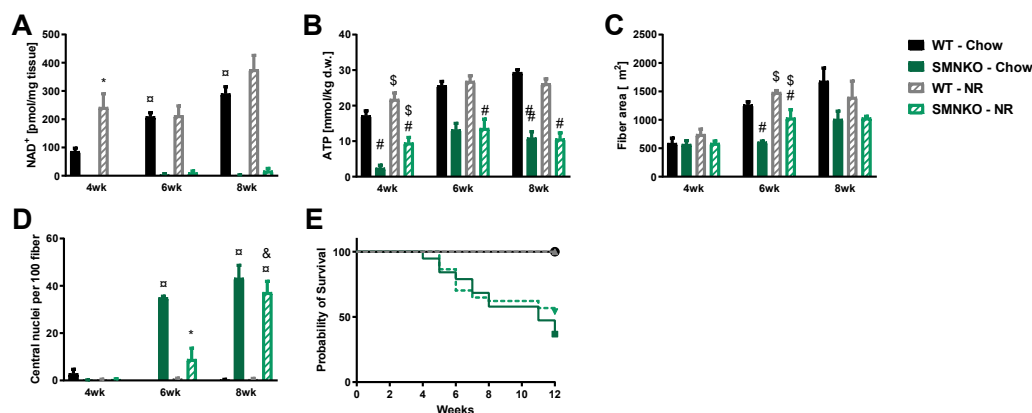 A
NAD+ [pmol/mg tissue]
500
400
300
200
100
0
*
¤
¤
4wk
6wk
8wk
B
ATP [mmol/kg d.w.]
40
30
20
10
0
$
$
#
#
#
#
#
#
4wk
6wk
8wk
C
Fiber area [ m²]
2500
2000
1500
1000
500
0
$
$
#
#
4wk
6wk
8wk
WT - Chow
SMNKO - Chow
WT - NR
SMNKO - NR
D
Central nuclei per 100 fiber
60
40
20
0
¤
*
¤
&
¤
4wk
6wk
8wk
E
Probability of Survival
100
50
0
0
2
4
6
8
10
12
Weeks